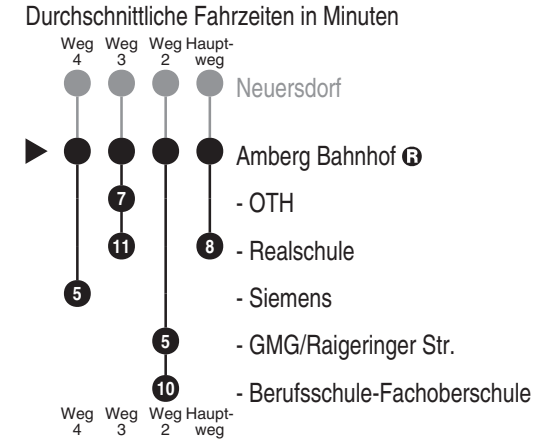 Durchschnittliche Fahrzeiten in Minuten
Weg 4 Weg 3 Weg 2 Haupt-weg
Neuersdorf
Amberg Bahnhof R
7 - OTH
11 8 - Realschule
5 - Siemens
5 - GMG/Raigeringer Str.
10 - Berufsschule-Fachoberschule
Weg 4 Weg 3 Weg 2 Haupt-weg